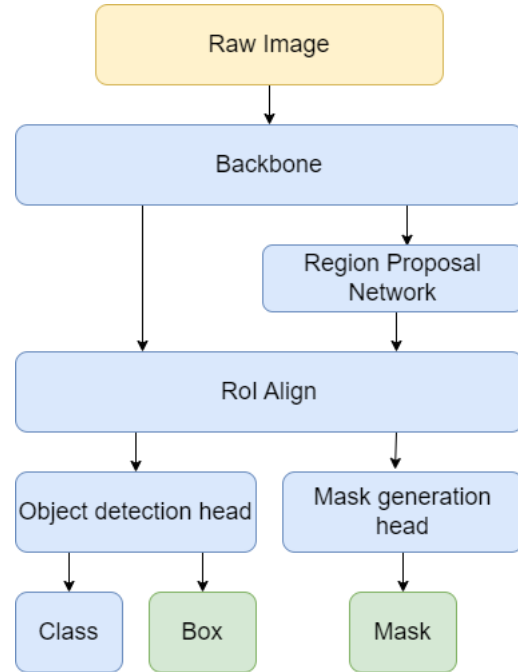 Raw Image
Backbone
Region Proposal
Network
RoI Align
Object detection head
Mask generation
head
Class
Box
Mask